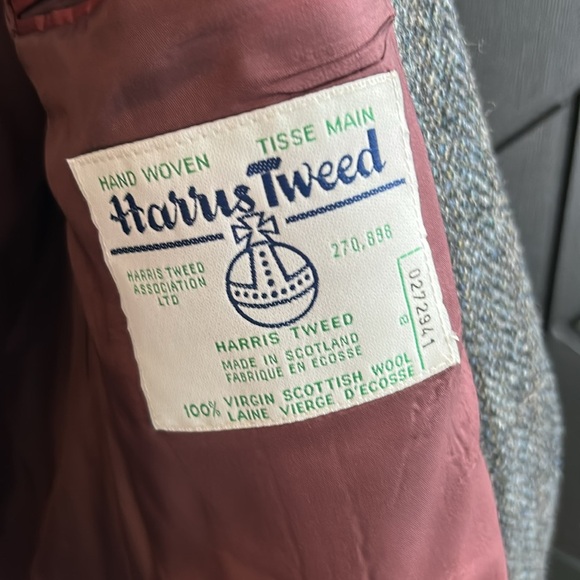 HAND WOVEN TISSE MAIN
Harris Tweed
HARRIS TWEED
ASSOCIATION
LTD
270,898
HARRIS TWEED
MADE IN SCOTLAND
FABRIQUE EN ECOSSE
100% VIRGIN SCOTTISH WOOL
LAINE VIERGE D'ECOSSE
0272941